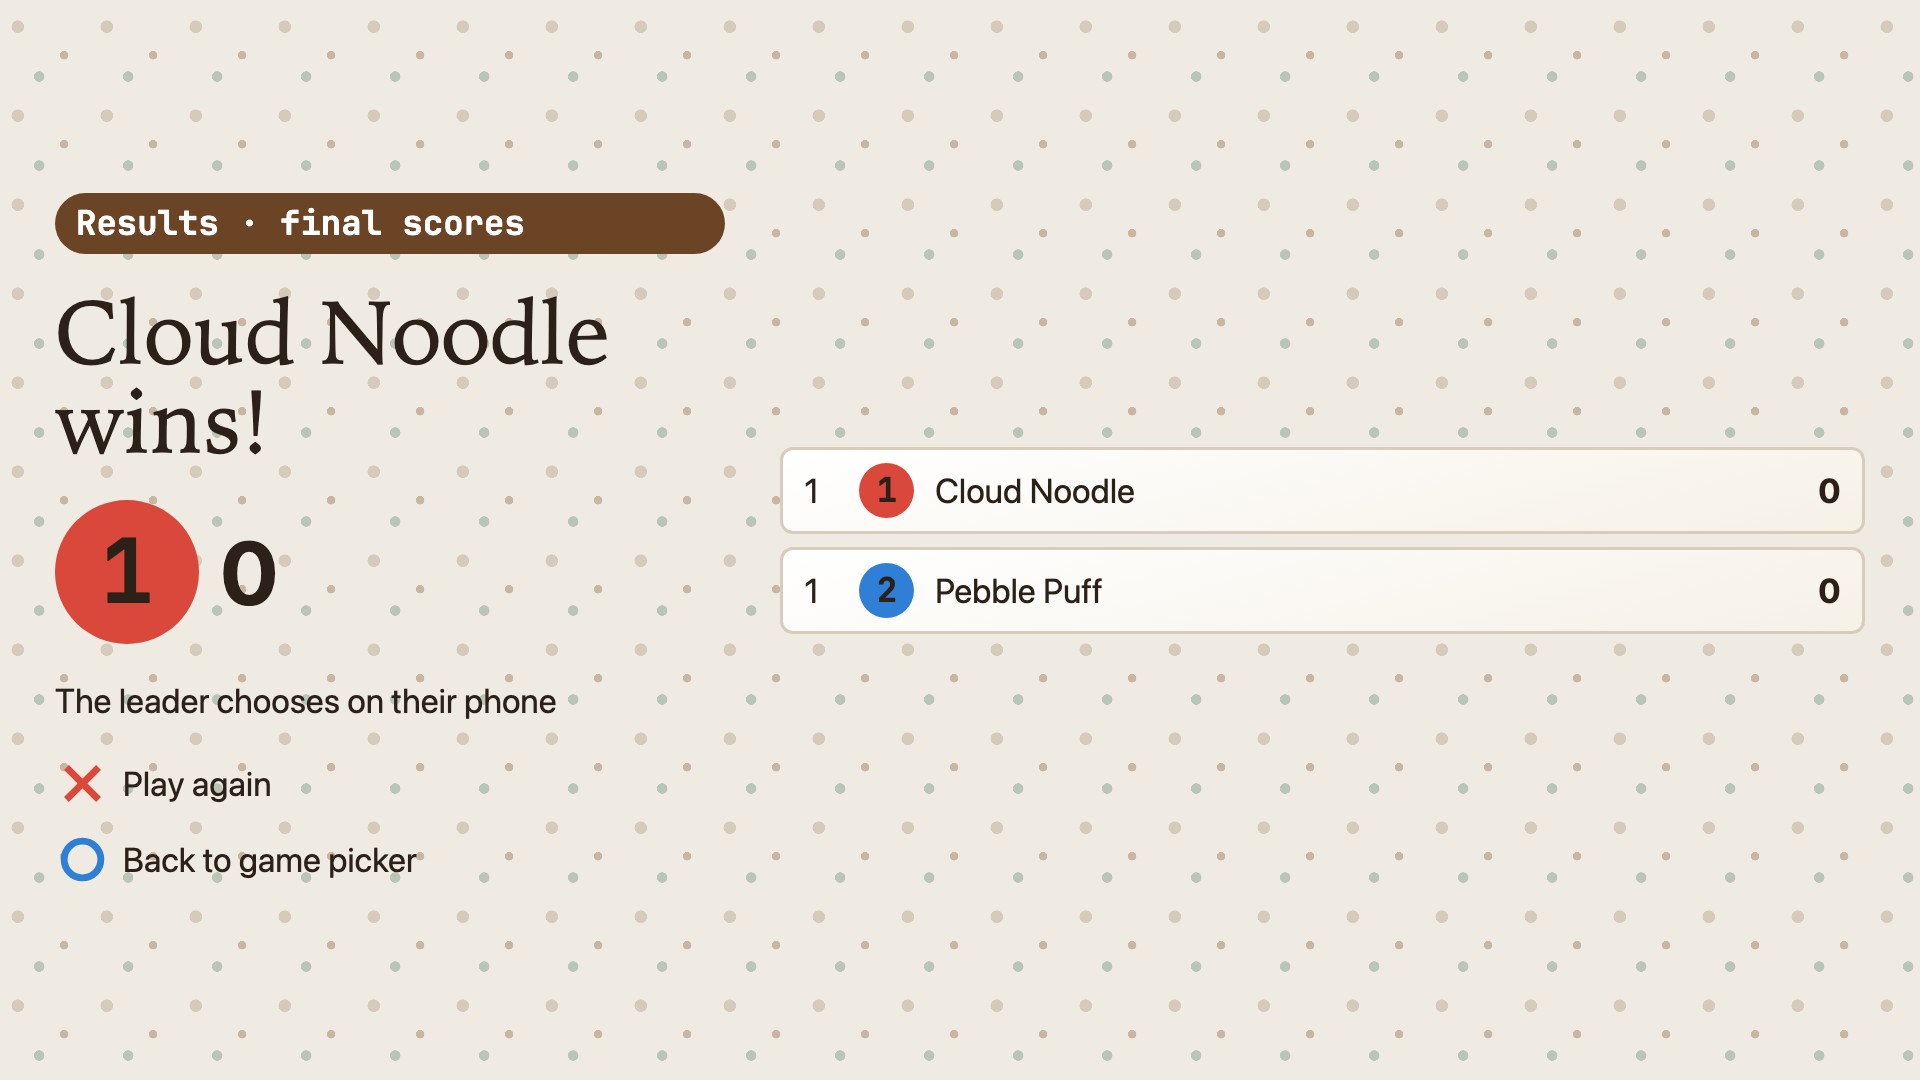 Results · final scores
Cloud Noodle
wins!
1 0
The leader chooses on their phone
Play again
Back to game picker
1 1 Cloud Noodle 0
1 2 Pebble Puff 0